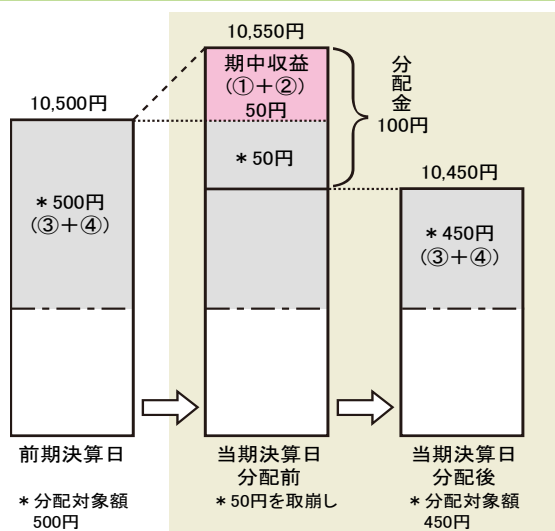 10,550円
期中収益
(①+②)
50円
分
配
金
100円
10,500円
*50円
10,450円
*500円
(③+④)
*450円
(③+④)
前期決算日
当期決算日
分配前
当期決算日
分配後
*分配対象額
500円
*50円を取崩し
*分配対象額
450円